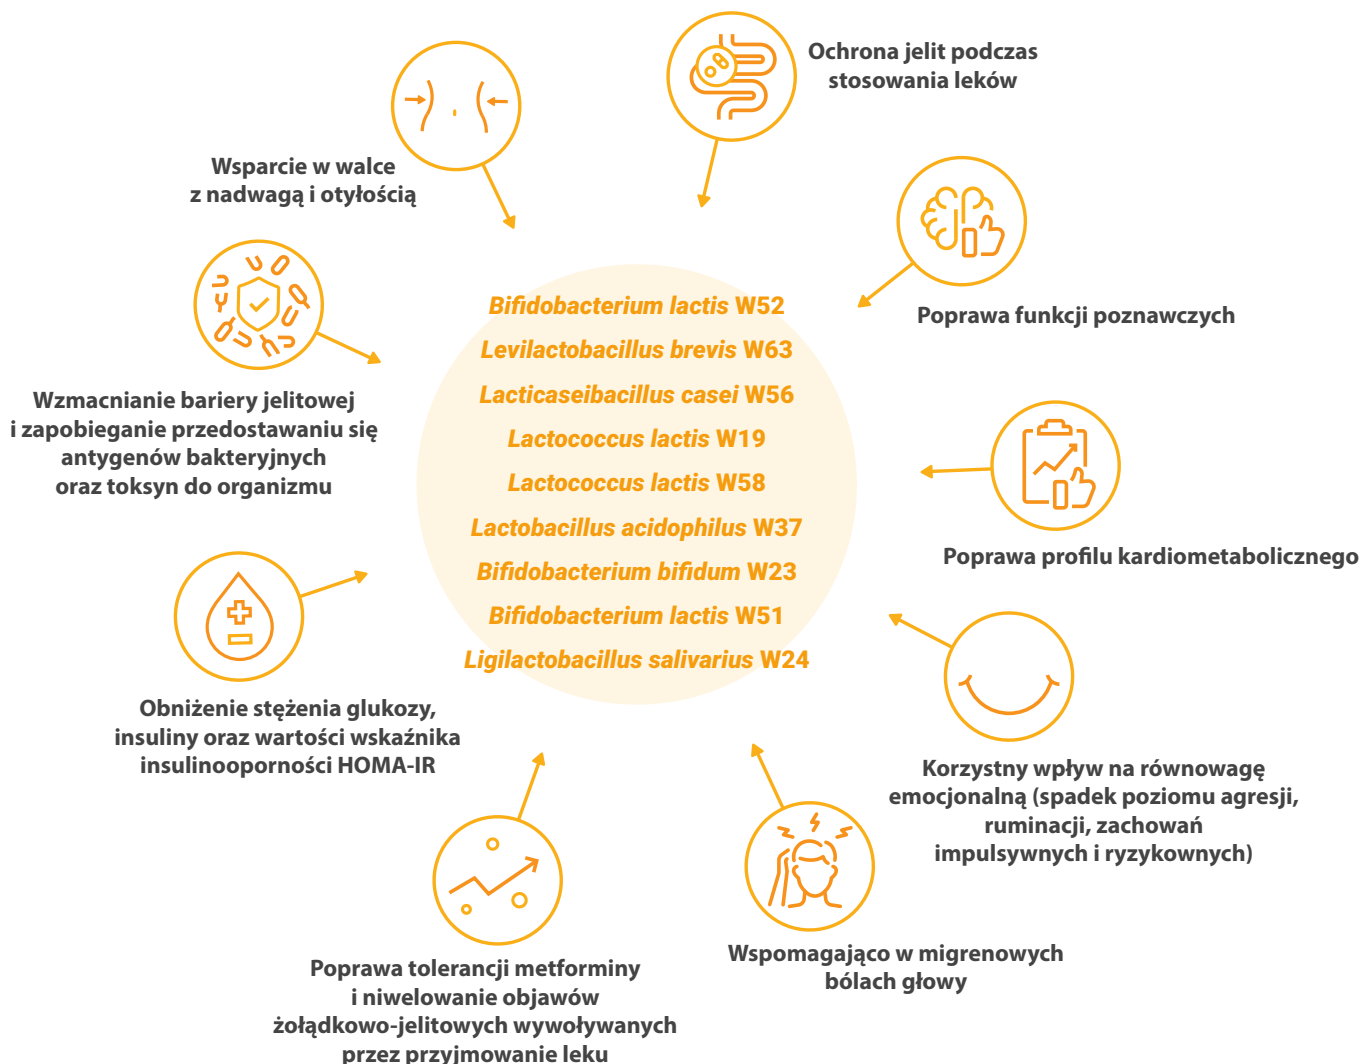 Ochrona jelit podczas
stosowania leków
Wsparcie w walce
z nadwagą i otyłością
Poprawa funkcji poznawczych
Bifidobacterium lactis W52
Levilactobacillus brevis W63
Lacticaseibacillus casei W56
Lactococcus lactis W19
Lactococcus lactis W58
Lactobacillus acidophilus W37
Bifidobacterium bifidum W23
Bifidobacterium lactis W51
Ligilactobacillus salivarius W24
Wzmacnianie bariery jelitowej
i zapobieganie przedostawaniu się
antygenów bakteryjnych
oraz toksyn do organizmu
Poprawa profilu kardiometabolicznego
Obniżenie stężenia glukozy,
insuliny oraz wartości wskaźnika
insulinooporności HOMA-IR
Korzystny wpływ na równowagę
emocjonalną (spadek poziomu agresji,
ruminacji, zachowań
impulsywnych i ryzykownych)
Poprawa tolerancji metforminy
i niwelowanie objawów
żołądkowo-jelitowych wywoływanych
przez przyjmowanie leku
Wspomagająco w migrenowych
bólach głowy